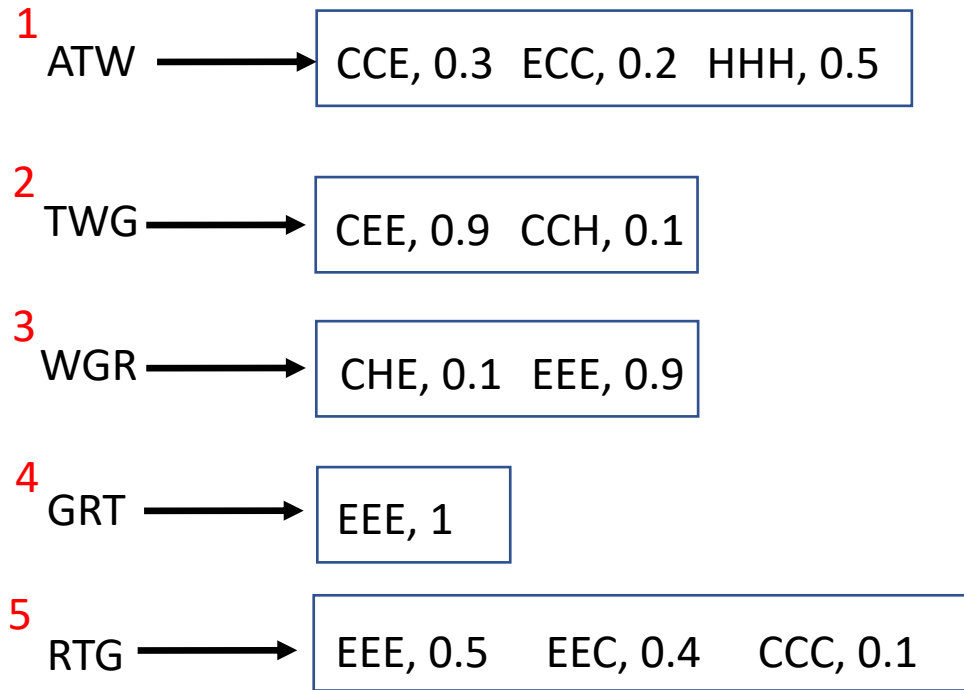 1
ATW CCE, 0.3 ECC, 0.2 HHH, 0.5
2
TWG CEE, 0.9 CCH, 0.1
3
WGR CHE, 0.1 EEE, 0.9
4
GRT EEE, 1
5
RTG EEE, 0.5 EEC, 0.4 CCC, 0.1